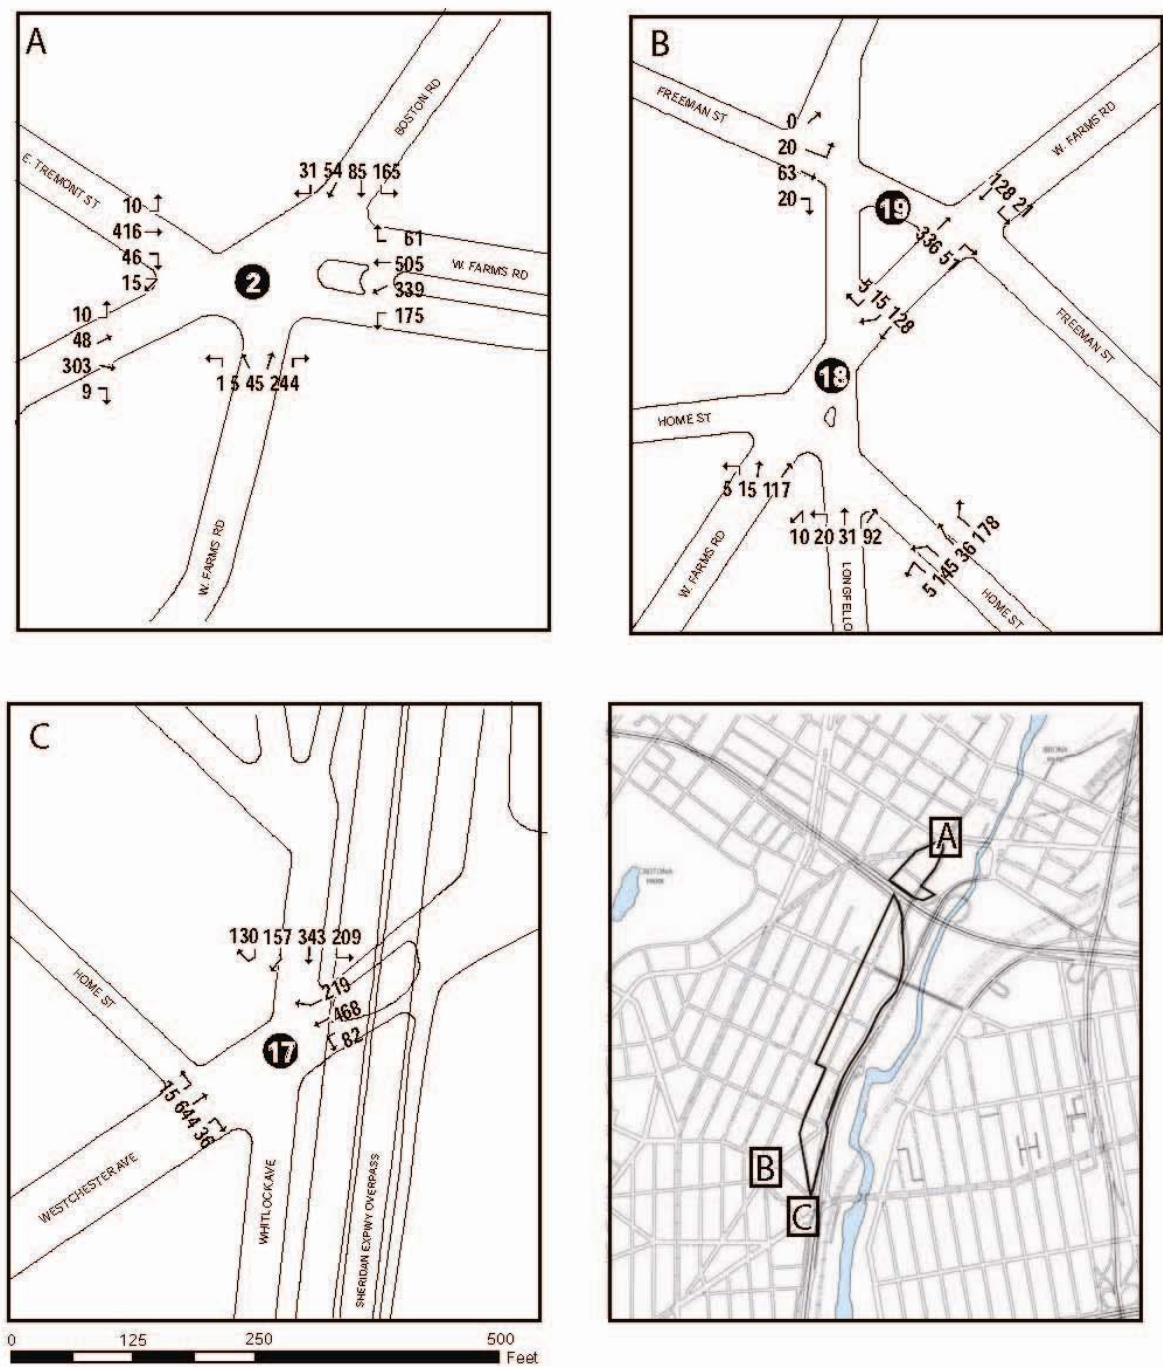 A
BOSTON RD
E. TREMONT ST
31 54 85 165
10
416
46
15
61
505
W. FARMS RD
339
175
2
10
48
303
9
1 5 45 244
W. FARMS RD
B
FREEMAN ST
W. FARMS RD
0
20
63
20
128 21
19
336 51
5 15 128
FREEMAN ST
18
HOME ST
5 15 117
10 20 31 92
5 145 36 178
W. FARMS RD
LONGFELLO
HOME ST
C
130 157 343 209
HOME ST
219
468
82
17
15 644 36
WESTCHESTER AVE
WHITLOCK AVE
SHERIDAN EXPWY OVERPASS
A
CROTONA
PARK
B
C
0 125 250 500
Feet